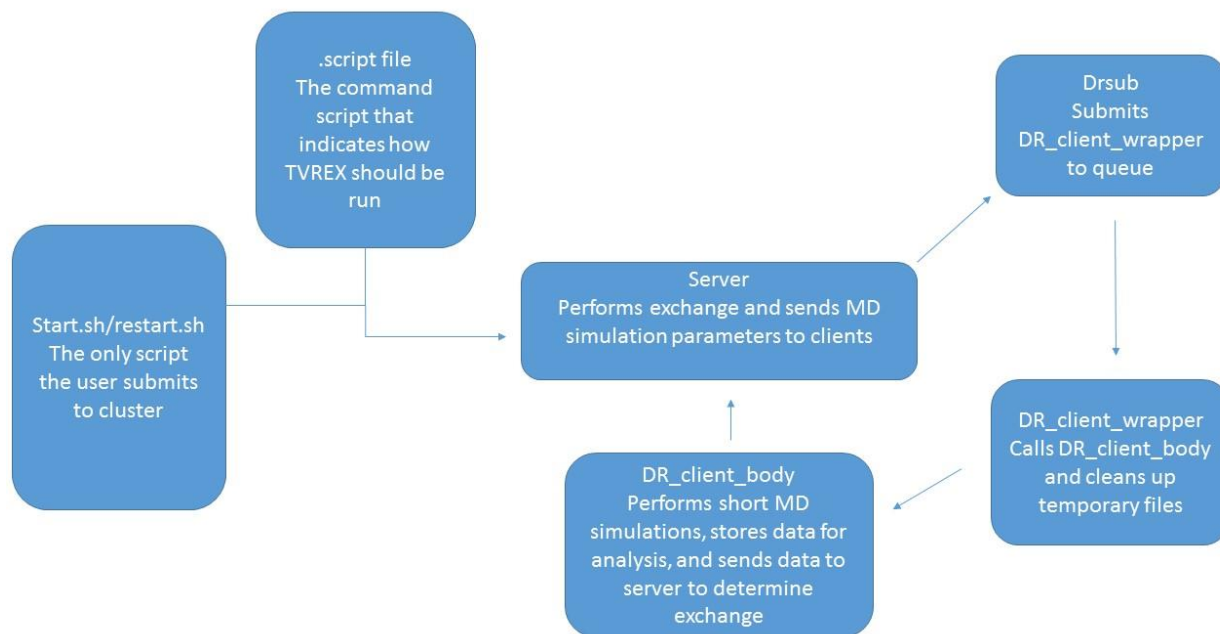 .script file
The command
script that
indicates how
TVREX should be
run
Start.sh/restart.sh
The only script
the user submits
to cluster
Server
Performs exchange and sends MD
simulation parameters to clients
Drsub
Submits
DR_client_wrapper
to queue
DR_client_wrapper
Calls DR_client_body
and cleans up
temporary files
DR_client_body
Performs short MD
simulations, stores data for
analysis, and sends data to
server to determine
exchange